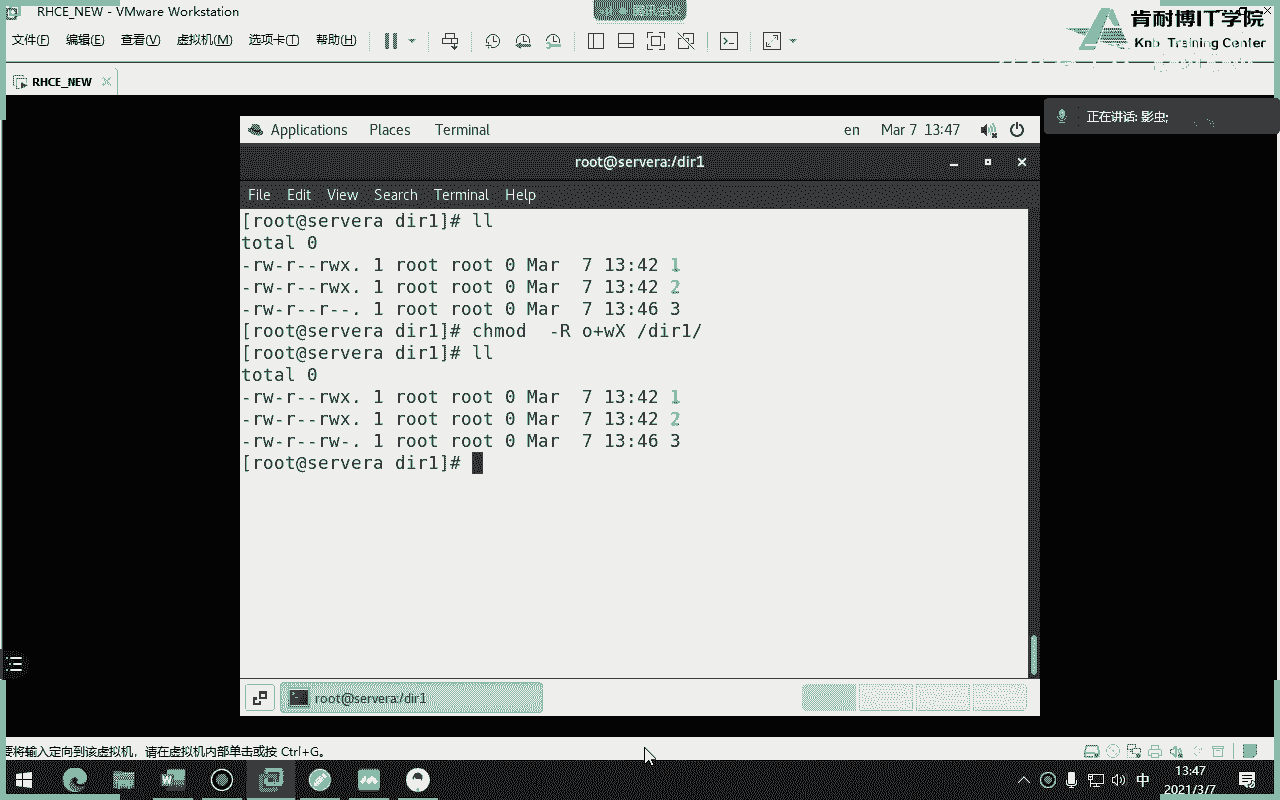 RHCE_NEW - VMware Workstation
肯耐博IT学院
Knb Training Center
文件(F) 编辑(E) 查看(V) 虚拟机(M) 选项卡(T) 帮助(H)
RHCE_NEW
正在讲话: 影虫;
Applications Places Terminal en Mar 7 13:47
root@servera:/dir1
File Edit View Search Terminal Help
[root@servera dir1]# ll
total 0
-rw-r--rwx. 1 root root 0 Mar  7 13:42 1
-rw-r--rwx. 1 root root 0 Mar  7 13:42 2
-rw-r--r--. 1 root root 0 Mar  7 13:46 3
[root@servera dir1]# chmod  -R o+wX /dir1/
[root@servera dir1]# ll
total 0
-rw-r--rwx. 1 root root 0 Mar  7 13:42 1
-rw-r--rwx. 1 root root 0 Mar  7 13:42 2
-rw-r--rw-. 1 root root 0 Mar  7 13:46 3
[root@servera dir1]#
root@servera:/dir1
要将输入定向到该虚拟机，请在虚拟机内部单击或按 Ctrl+G。
中
13:47
2021/3/7